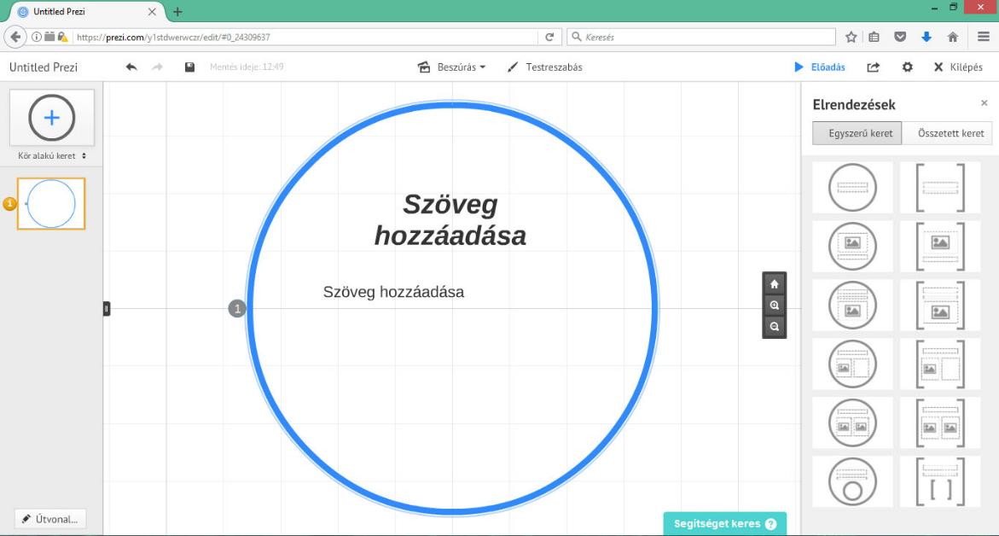 Untitled Prezi
https://prezi.com/y1stdwerwczr/edit/#0_24309637
Keresés
Untitled Prezi
Mentés ideje: 12:49
Beszúrás
Testreszabás
Előadás
Kilépés
Kör alakú keret
1
Útvonal...
Szöveg
hozzáadása
Szöveg hozzáadása
1
Elrendezések
Egyszerű keret
Összetett keret
Segítséget keres ?